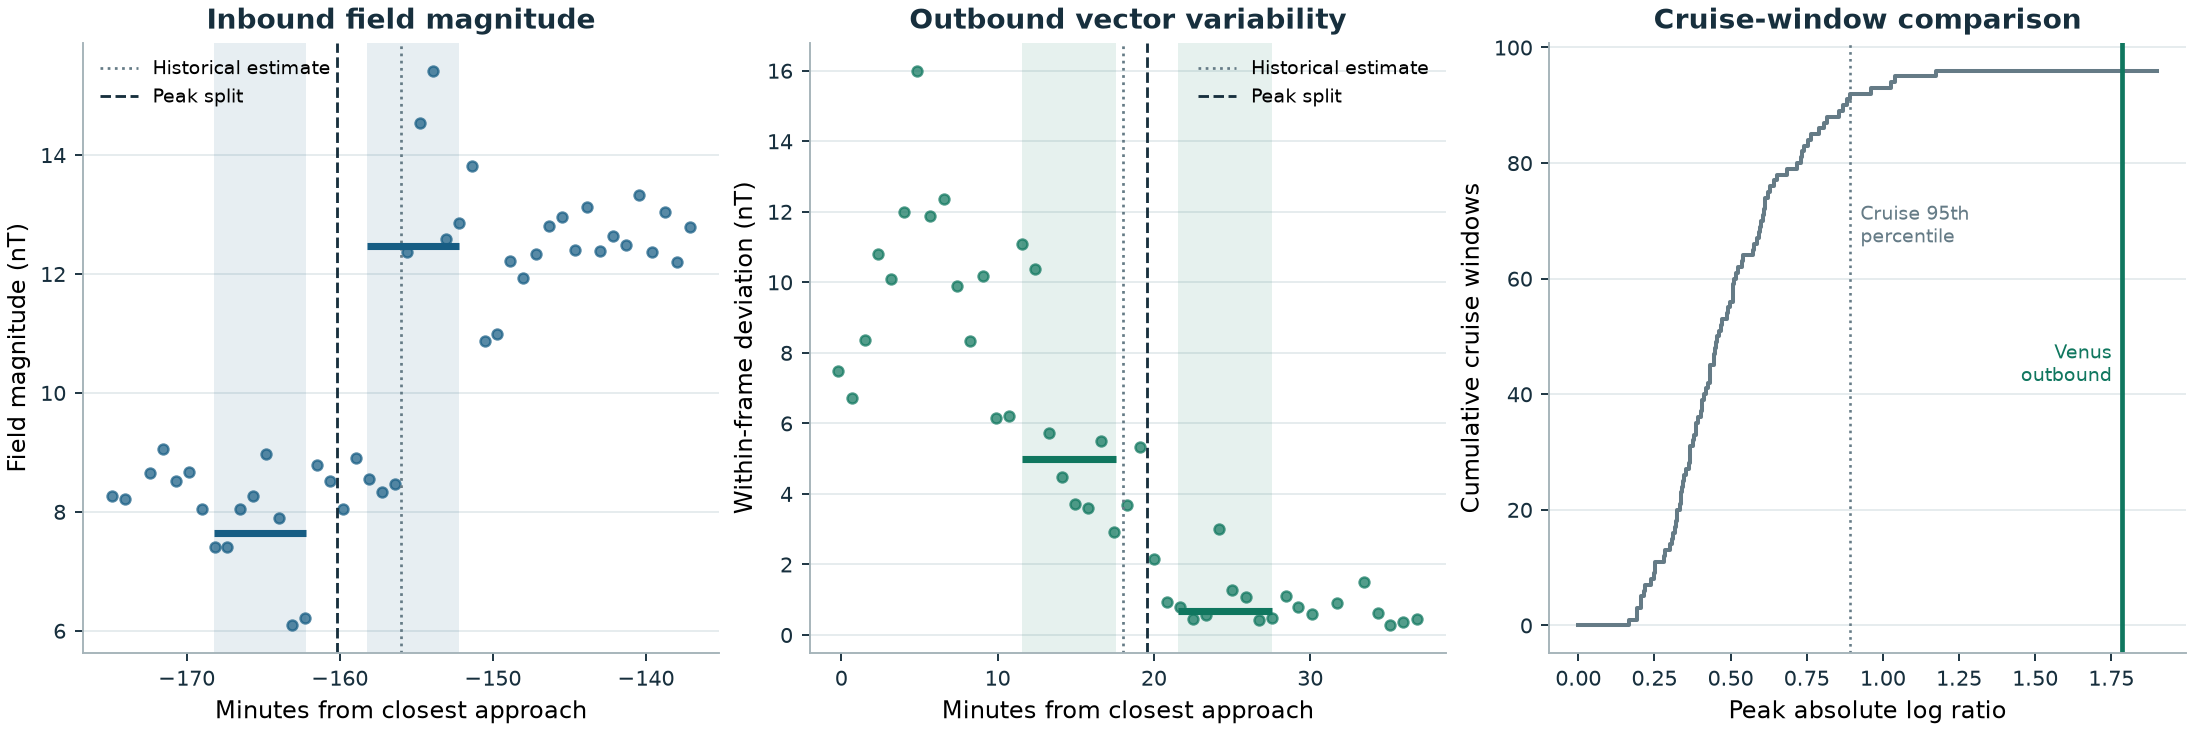 Inbound field magnitude
Historical estimate
Peak split
14
12
10
8
6
Field magnitude (nT)
−170
−160
−150
−140
Minutes from closest approach
Outbound vector variability
Historical estimate
Peak split
16
14
12
10
8
6
4
2
0
Within-frame deviation (nT)
0
10
20
30
Minutes from closest approach
Cruise-window comparison
100
80
60
40
20
0
Cumulative cruise windows
Cruise 95th
percentile
Venus
outbound
0.00
0.25
0.50
0.75
1.00
1.25
1.50
1.75
Peak absolute log ratio